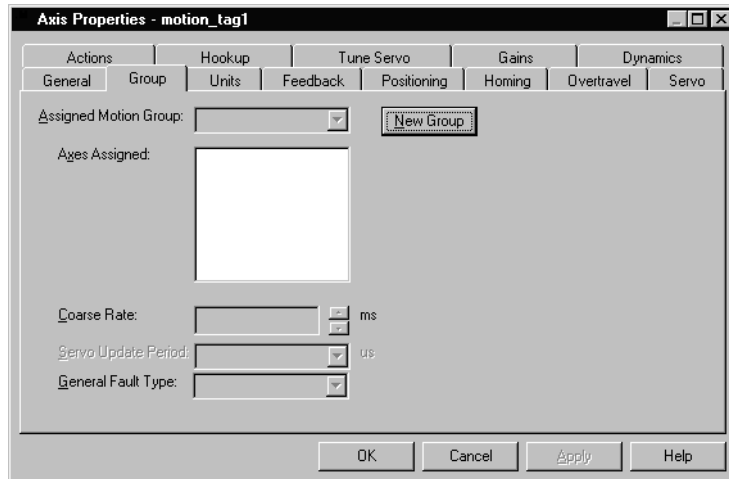 Axis Properties - motion_tag1
Actions Hookup Tune Servo Gains Dynamics
General Group Units Feedback Positioning Homing Overtravel Servo
Assigned Motion Group: New Group
Axes Assigned:
Coarse Rate: ms
Servo Update Period: us
General Fault Type:
OK Cancel Apply Help